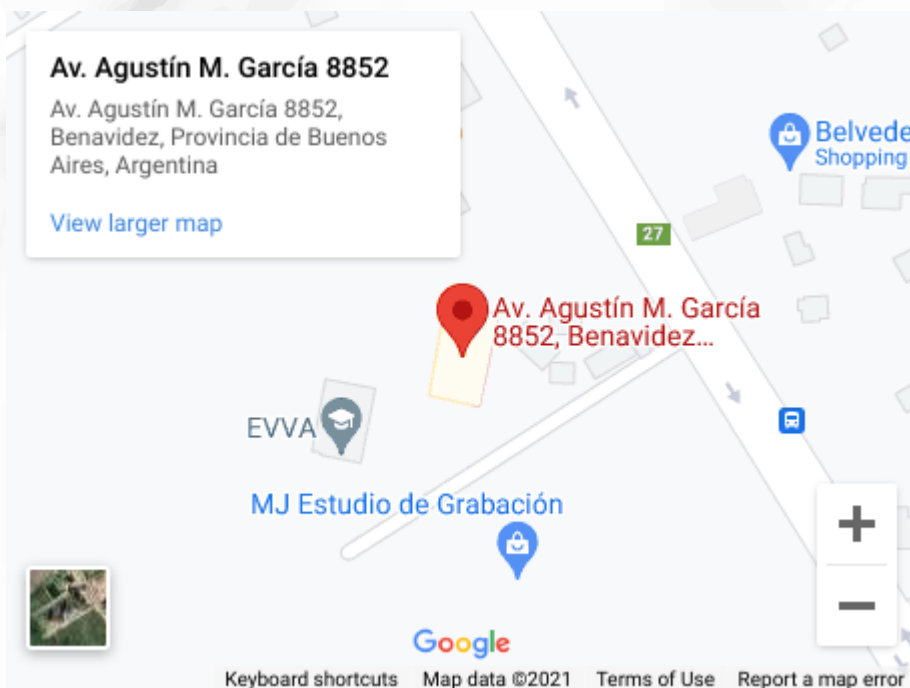 Av. Agustín M. García 8852
Av. Agustín M. García 8852,
Benavidez, Provincia de Buenos
Aires, Argentina
View larger map
Belvede
Shopping
27
Av. Agustín M. García
8852, Benavidez...
EVVA
MJ Estudio de Grabación
Google
Keyboard shortcuts Map data ©2021 Terms of Use Report a map error